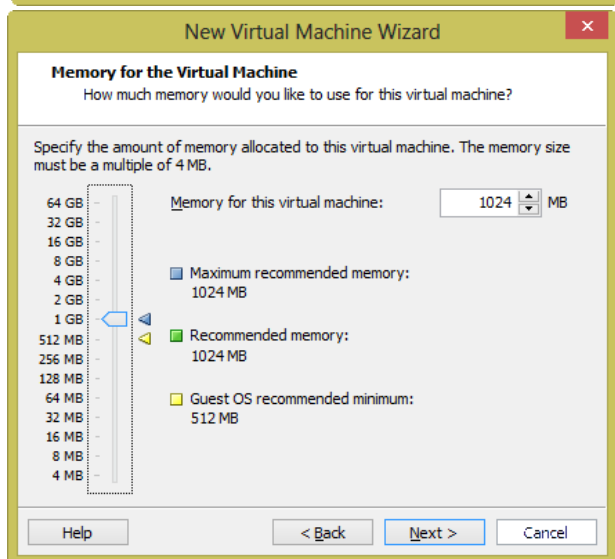 New Virtual Machine Wizard
Memory for the Virtual Machine
How much memory would you like to use for this virtual machine?
Specify the amount of memory allocated to this virtual machine. The memory size
must be a multiple of 4 MB.
64 GB
32 GB
16 GB
8 GB
4 GB
2 GB
1 GB
512 MB
256 MB
128 MB
64 MB
32 MB
16 MB
8 MB
4 MB
Memory for this virtual machine: 1024 MB
Maximum recommended memory:
1024 MB
Recommended memory:
1024 MB
Guest OS recommended minimum:
512 MB
Help < Back Next > Cancel